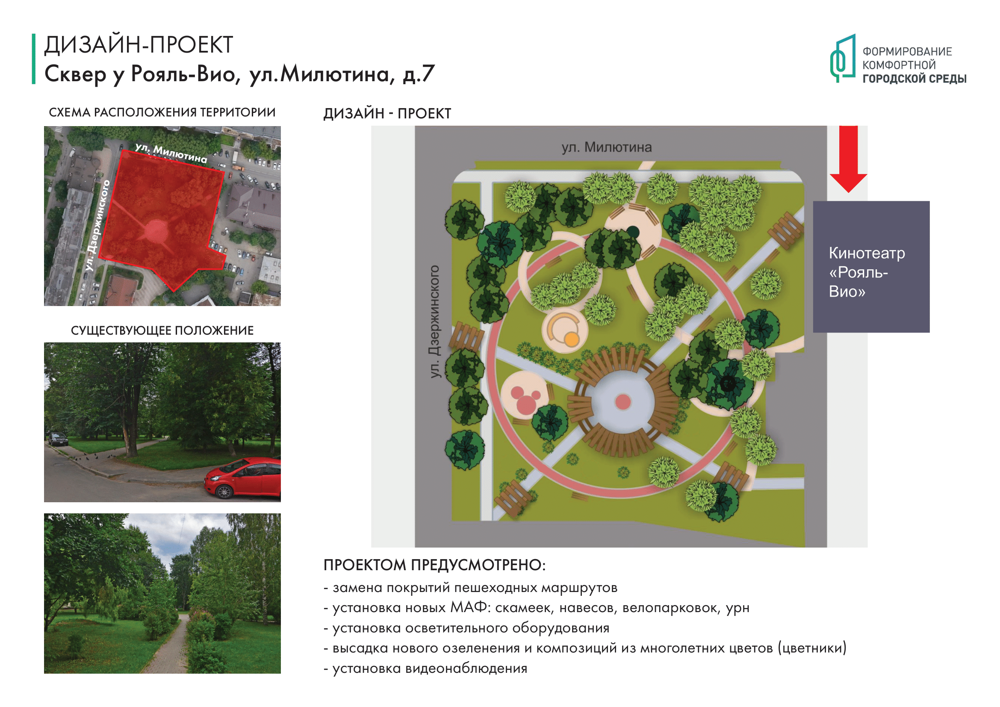 ДИЗАЙН-ПРОЕКТ
Сквер у Рояль-Вио, ул.Милютина, д.7
ФОРМИРОВАНИЕ
КОМФОРТНОЙ
ГОРОДСКОЙ СРЕДЫ
СХЕМА РАСПОЛОЖЕНИЯ ТЕРРИТОРИИ
ул. Милютина
ул. Дзержинского
СУЩЕСТВУЮЩЕЕ ПОЛОЖЕНИЕ
ДИЗАЙН - ПРОЕКТ
ул. Милютина
ул. Дзержинского
Кинотеатр
«Рояль-
Вио»
ПРОЕКТОМ ПРЕДУСМОТРЕНО:
- замена покрытий пешеходных маршрутов
- установка новых МАФ: скамеек, навесов, велопарковок, урн
- установка осветительного оборудования
- высадка нового озеленения и композиций из многолетних цветов (цветники)
- установка видеонаблюдения